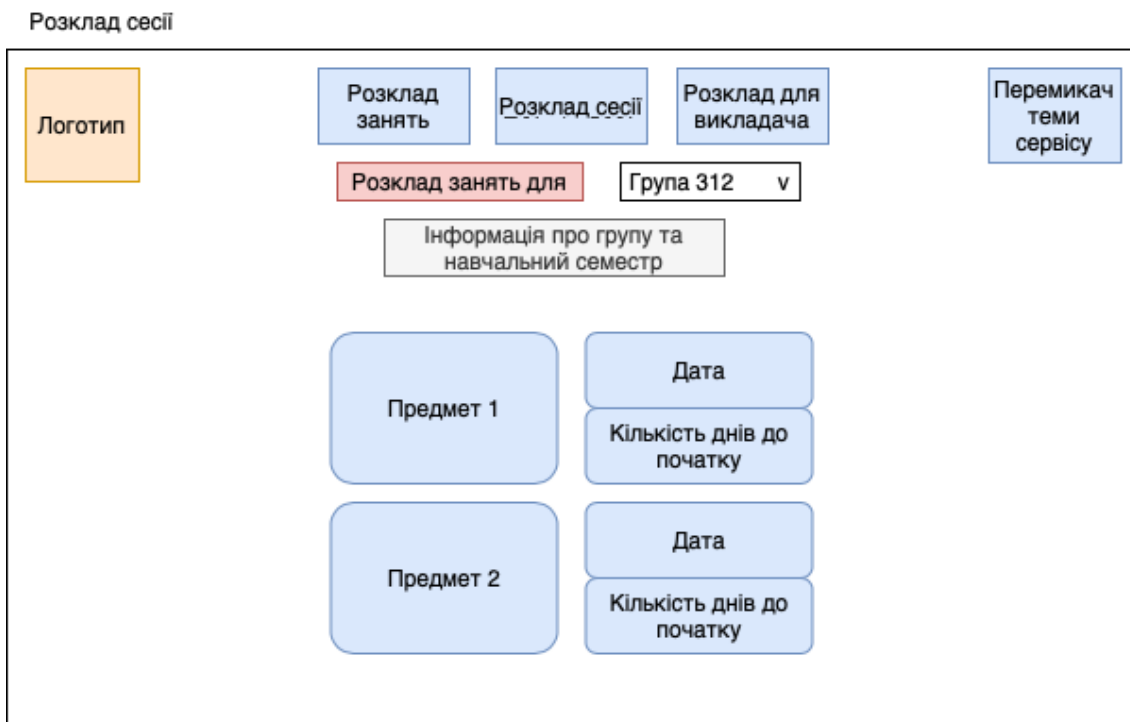 Розклад сесії
Логотип
Розклад
занять
Розклад сесії
Розклад для
викладача
Перемикач
теми
сервісу
Розклад занять для
Група 312 v
Інформація про групу та
навчальний семестр
Предмет 1
Дата
Кількість днів до
початку
Предмет 2
Дата
Кількість днів до
початку